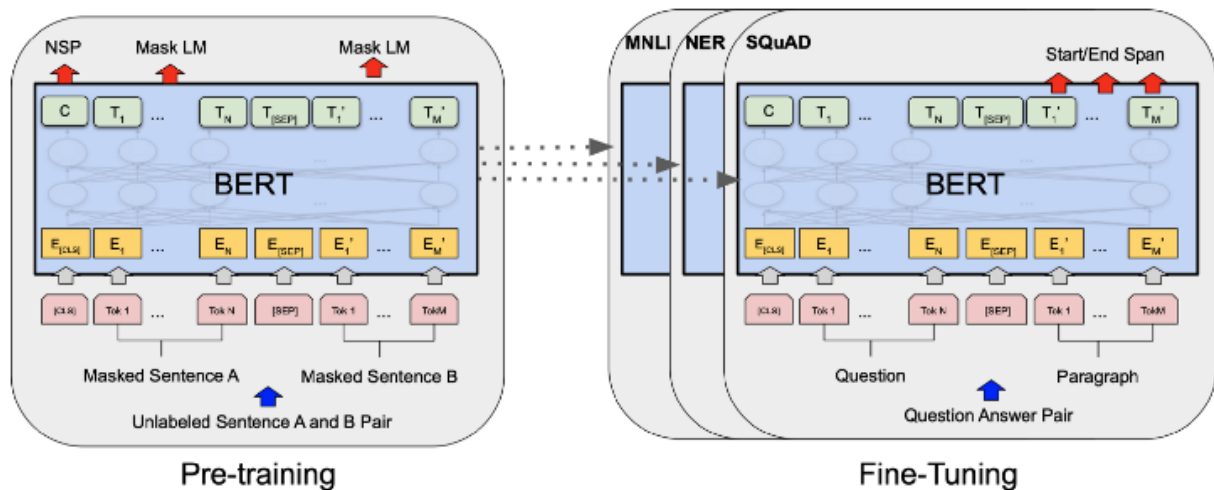 NSP Mask LM Mask LM
C T1 ... TN T[SEP] T1' ... TM'
...
...
BERT
E[CLS] E1 ... EN E[SEP] E1' ... EM'
[CLS] Tok 1 ... Tok N [SEP] Tok 1 ... TokM
Masked Sentence A Masked Sentence B
Unlabeled Sentence A and B Pair
Pre-training
MNLI NER SQuAD
Start/End Span
C T1 ... TN T[SEP] T1' ... TM'
...
...
BERT
E[CLS] E1 ... EN E[SEP] E1' ... EM'
[CLS] Tok 1 ... Tok N [SEP] Tok 1 ... TokM
Question Paragraph
Question Answer Pair
Fine-Tuning